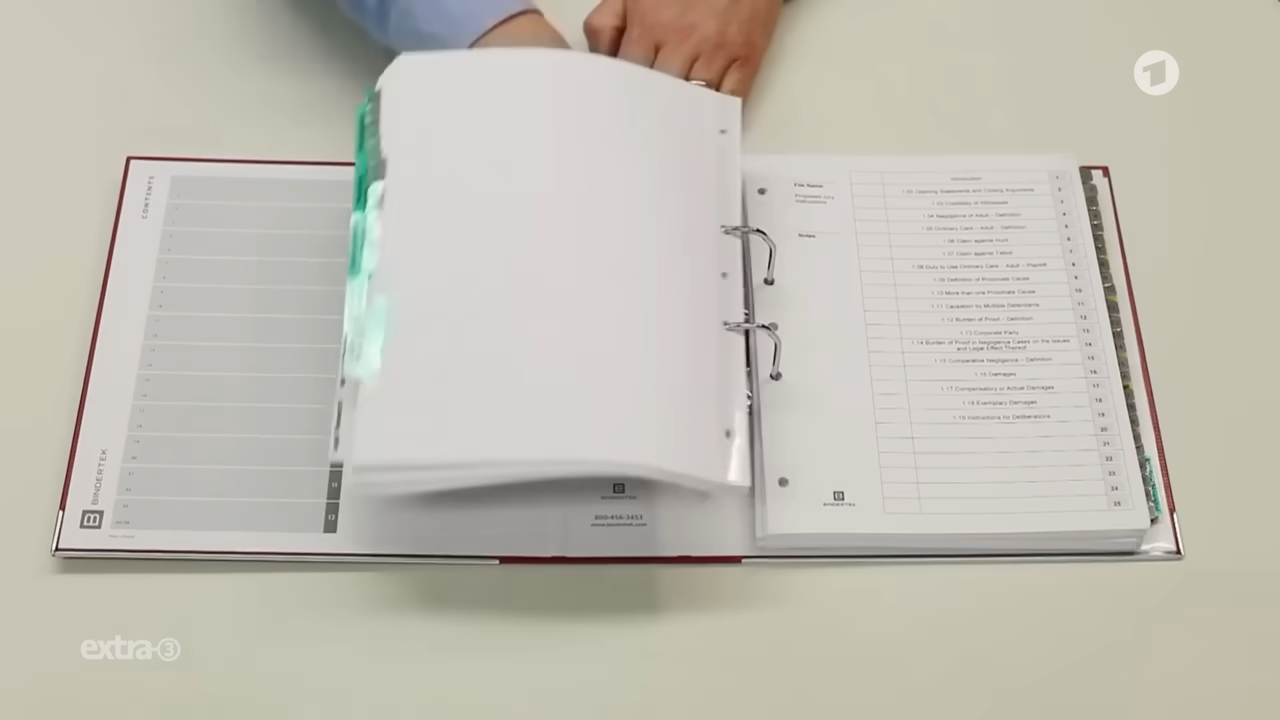 1
CONTENTS
BINDERTEK
B
11
12
BINDERTEK
800-456-3453
www.bindertek.com
File Name
Proposed Jury
Instructions
Notes
BINDERTEK
1
1.02 Opening Statements and Closing Arguments 2
1.03 Credibility of Witnesses 3
1.04 Negligence of Adult – Definition 4
1.05 Ordinary Care – Adult – Definition 5
1.06 Claim against Hunt 6
1.07 Claim against Talbot 7
1.08 Duty to Use Ordinary Care – Adult – Plaintiff 8
1.09 Definition of Proximate Cause 9
1.10 More than one Proximate Cause 10
1.11 Causation by Multiple Defendants 11
1.12 Burden of Proof – Definition 12
1.13 Corporate Party 13
1.14 Burden of Proof in Negligence Cases on the Issues 14
and Legal Effect Thereof
1.15 Comparative Negligence – Definition 15
1.16 Damages 16
1.17 Compensatory or Actual Damages 17
1.18 Exemplary Damages 18
1.19 Instructions for Deliberations 19
20
21
22
23
24
25
extra 3